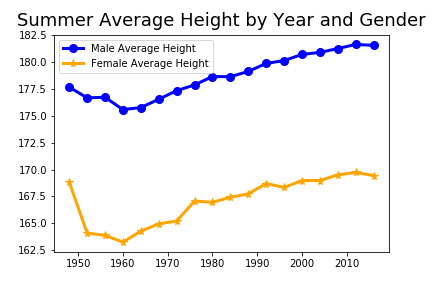 Summer Average Height by Year and Gender
182.5
180.0
177.5
175.0
172.5
170.0
167.5
165.0
162.5
Male Average Height
Female Average Height
1950 1960 1970 1980 1990 2000 2010